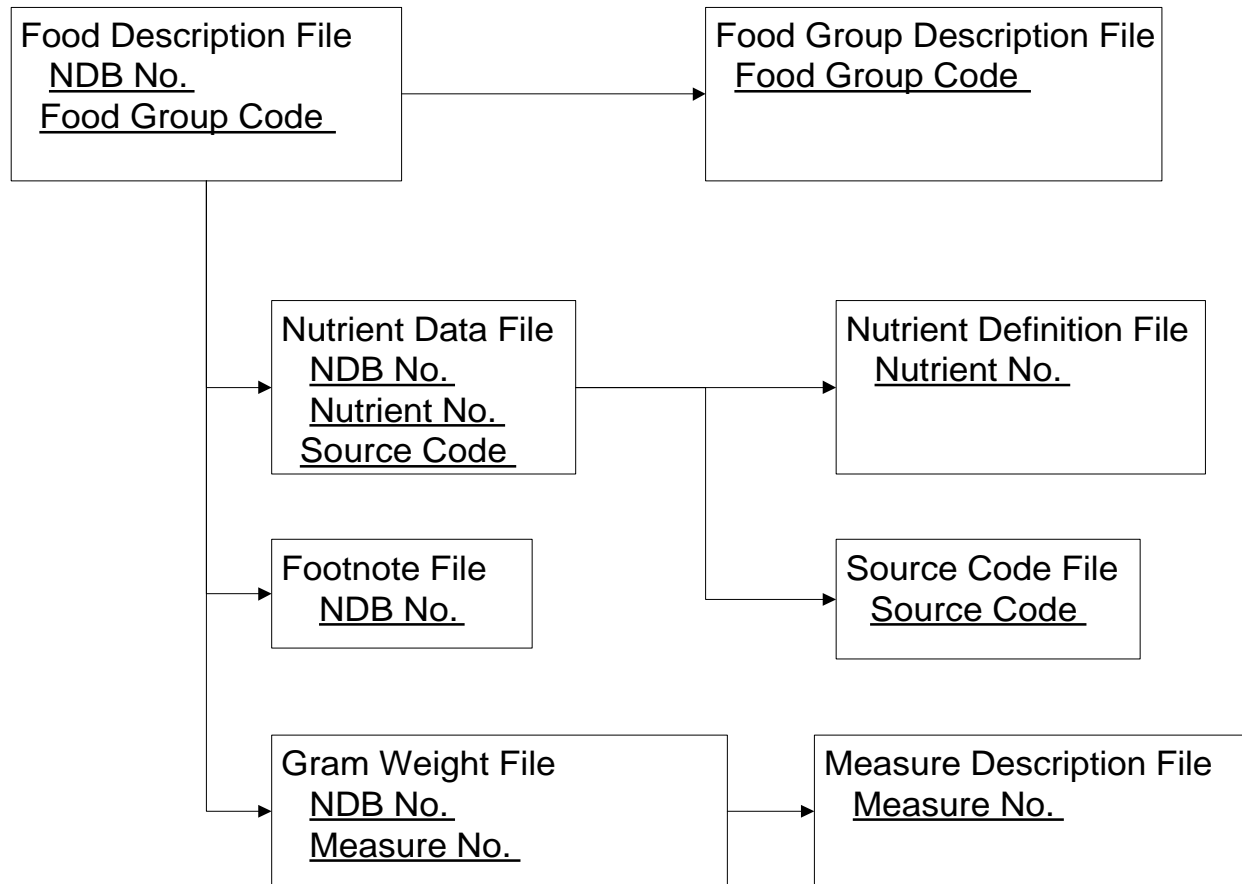 Food Description File
NDB No.
Food Group Code
Food Group Description File
Food Group Code
Nutrient Data File
NDB No.
Nutrient No.
Source Code
Nutrient Definition File
Nutrient No.
Footnote File
NDB No.
Source Code File
Source Code
Gram Weight File
NDB No.
Measure No.
Measure Description File
Measure No.